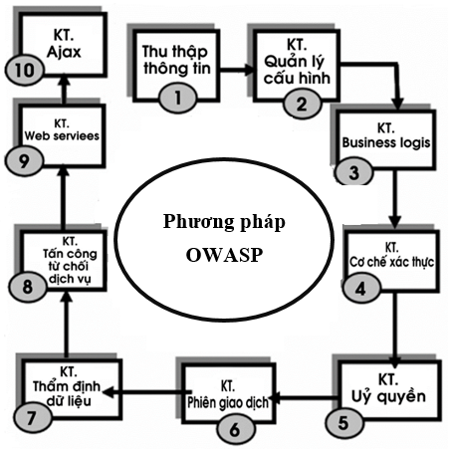 Thu thập
thông tin
1
KT.
Quản lý
cấu hình
2
KT.
Business logis
3
KT.
Cơ chế xác thực
4
KT.
Uỷ quyền
5
KT.
Phiên giao dịch
6
KT.
Thẩm định
dữ liệu
7
KT.
Tấn công
từ chối
dịch vụ
8
KT.
Web serviees
9
KT.
Ajax
10
Phương pháp
OWASP